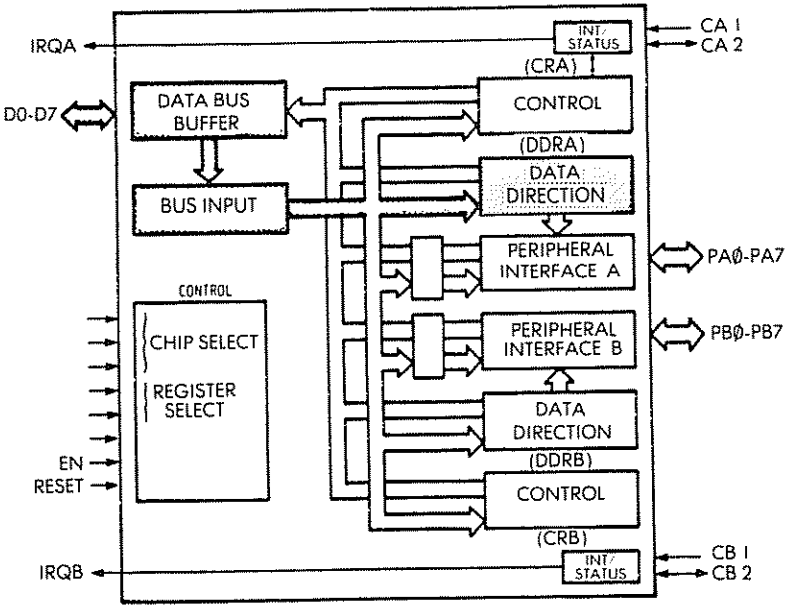 INT/
STATUS
CA 1
CA 2
IRQA
(CRA)
CONTROL
DATA BUS
BUFFER
D0-D7
(DDRA)
DATA
DIRECTION
BUS INPUT
PERIPHERAL
INTERFACE A
PAØ-PA7
CONTROL
CHIP SELECT
PERIPHERAL
INTERFACE B
PBØ-PB7
REGISTER
SELECT
DATA
DIRECTION
(DDRB)
EN
RESET
CONTROL
(CRB)
INT/
STATUS
CB 1
CB 2
IRQB